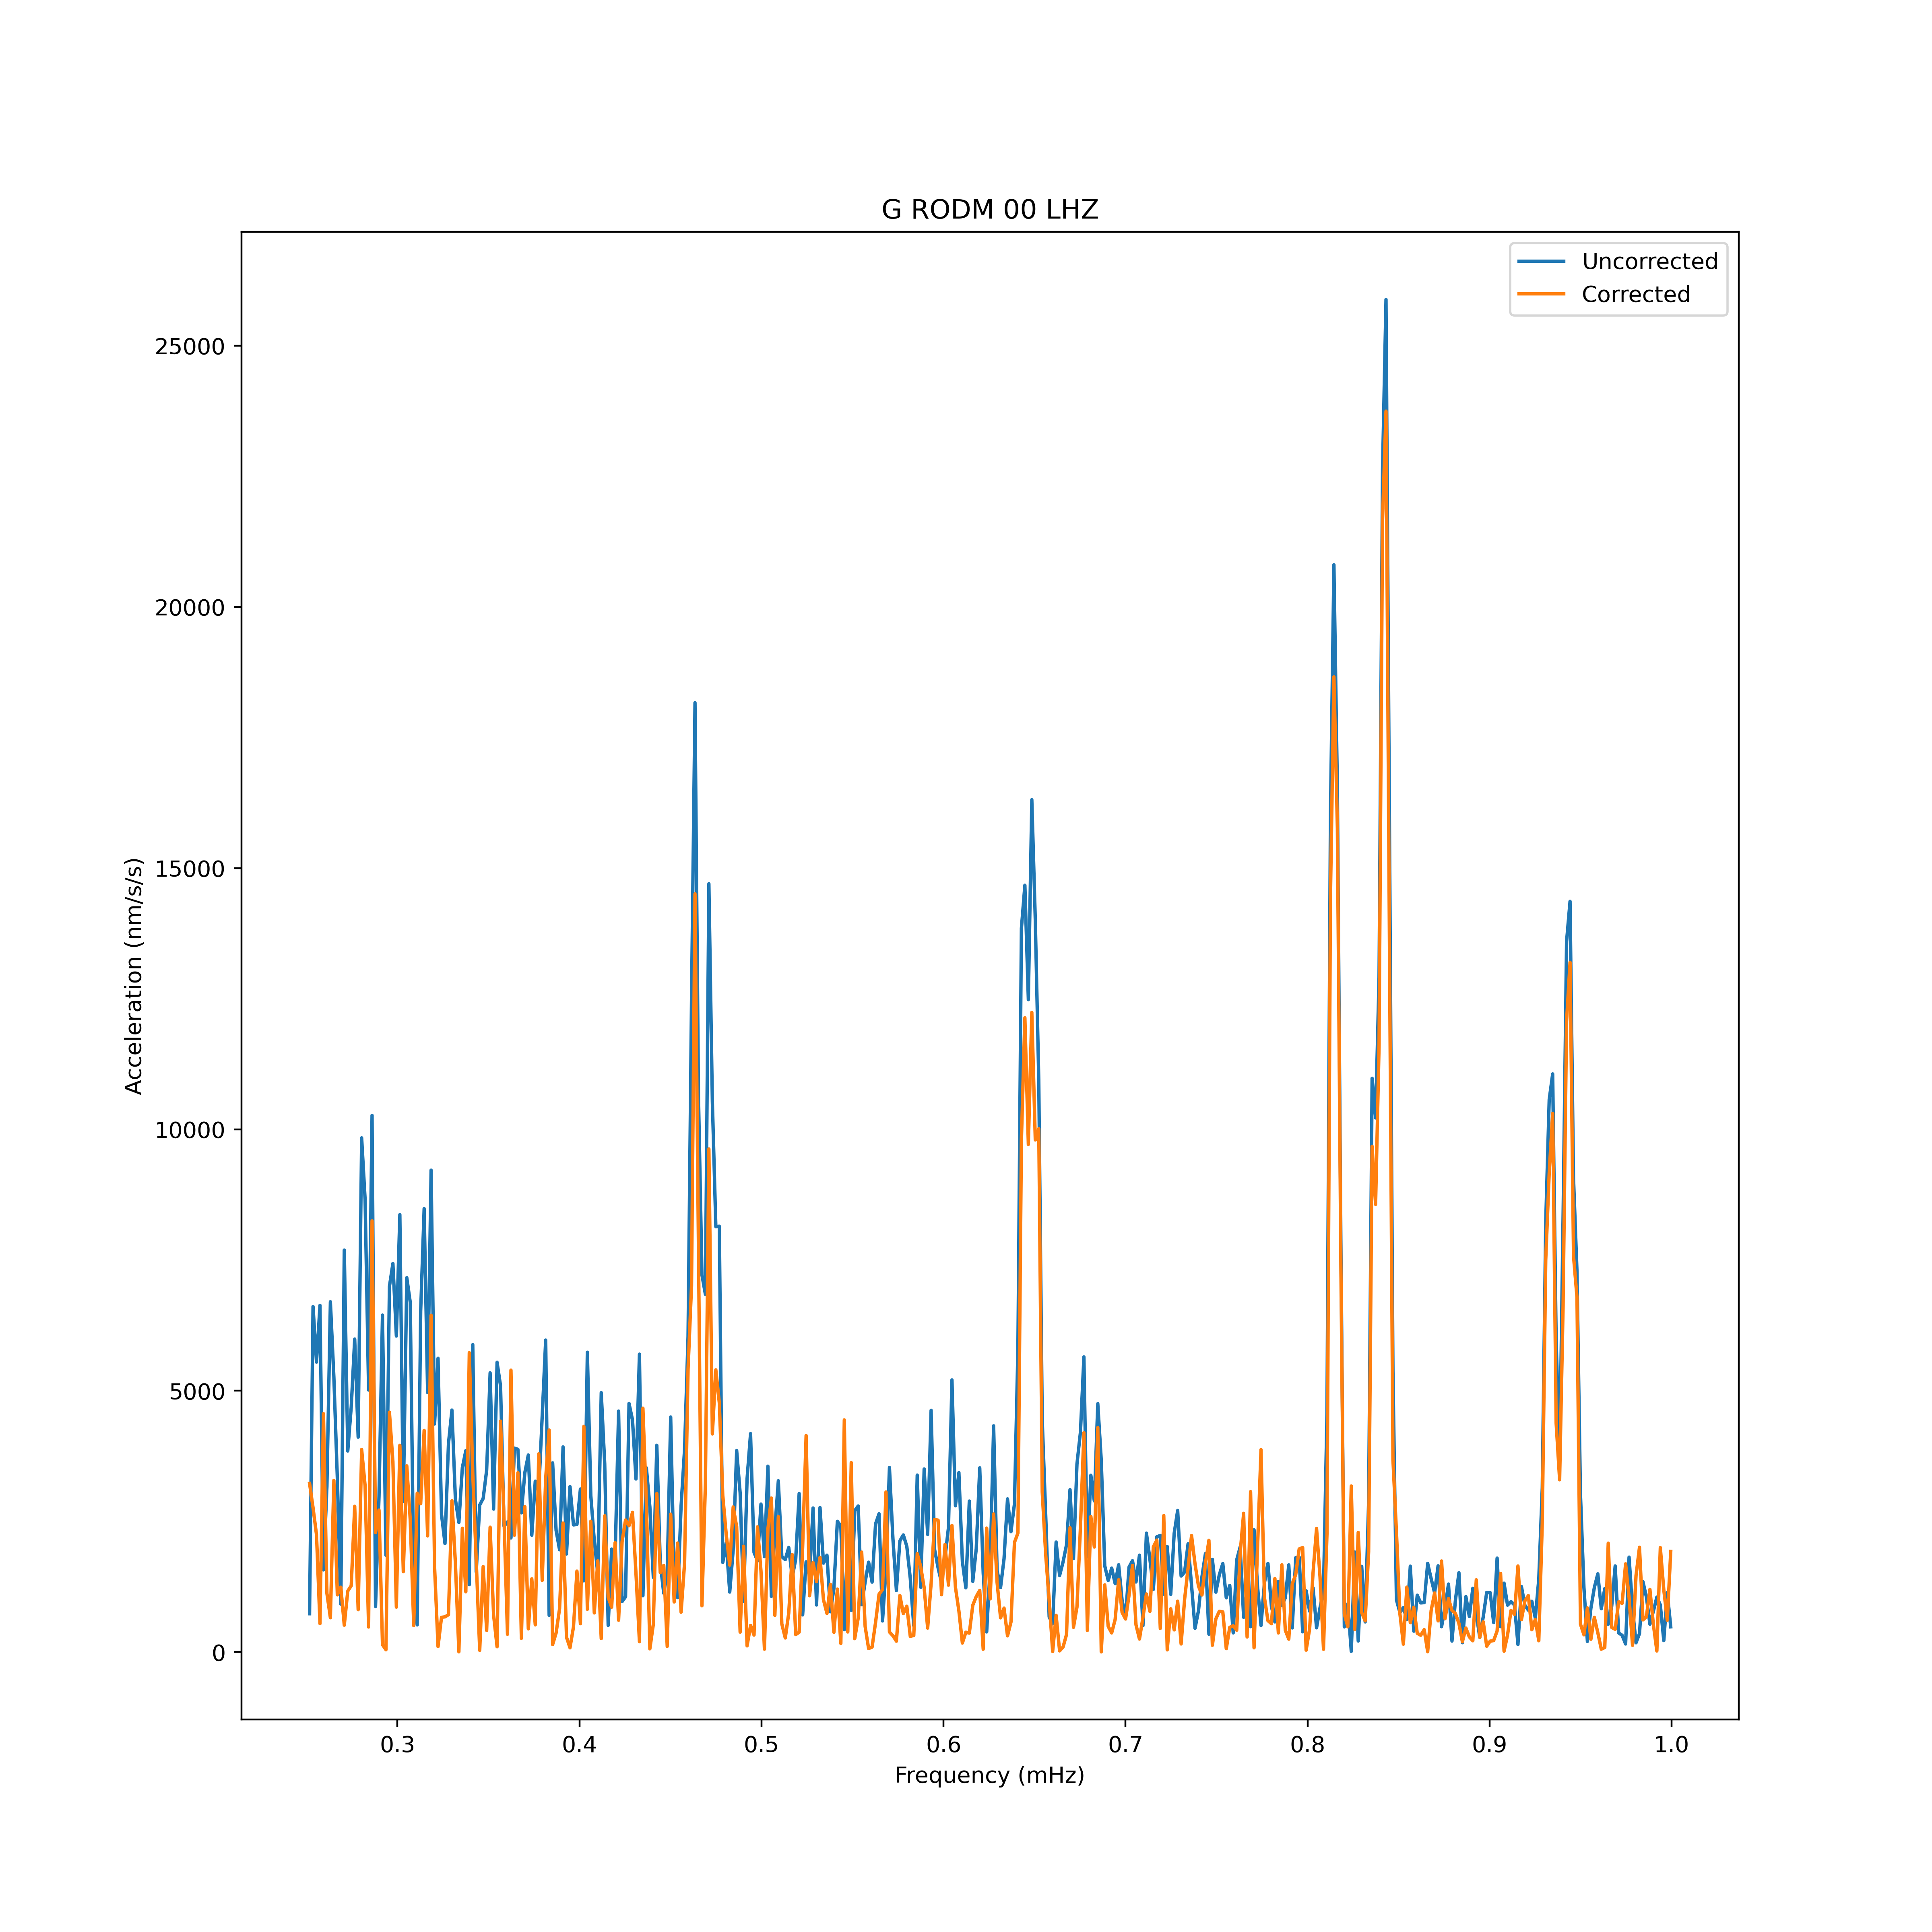 G RODM 00 LHZ
Uncorrected
Corrected
25000
20000
15000
10000
5000
0
Acceleration (nm/s/s)
0.3 0.4 0.5 0.6 0.7 0.8 0.9 1.0
Frequency (mHz)